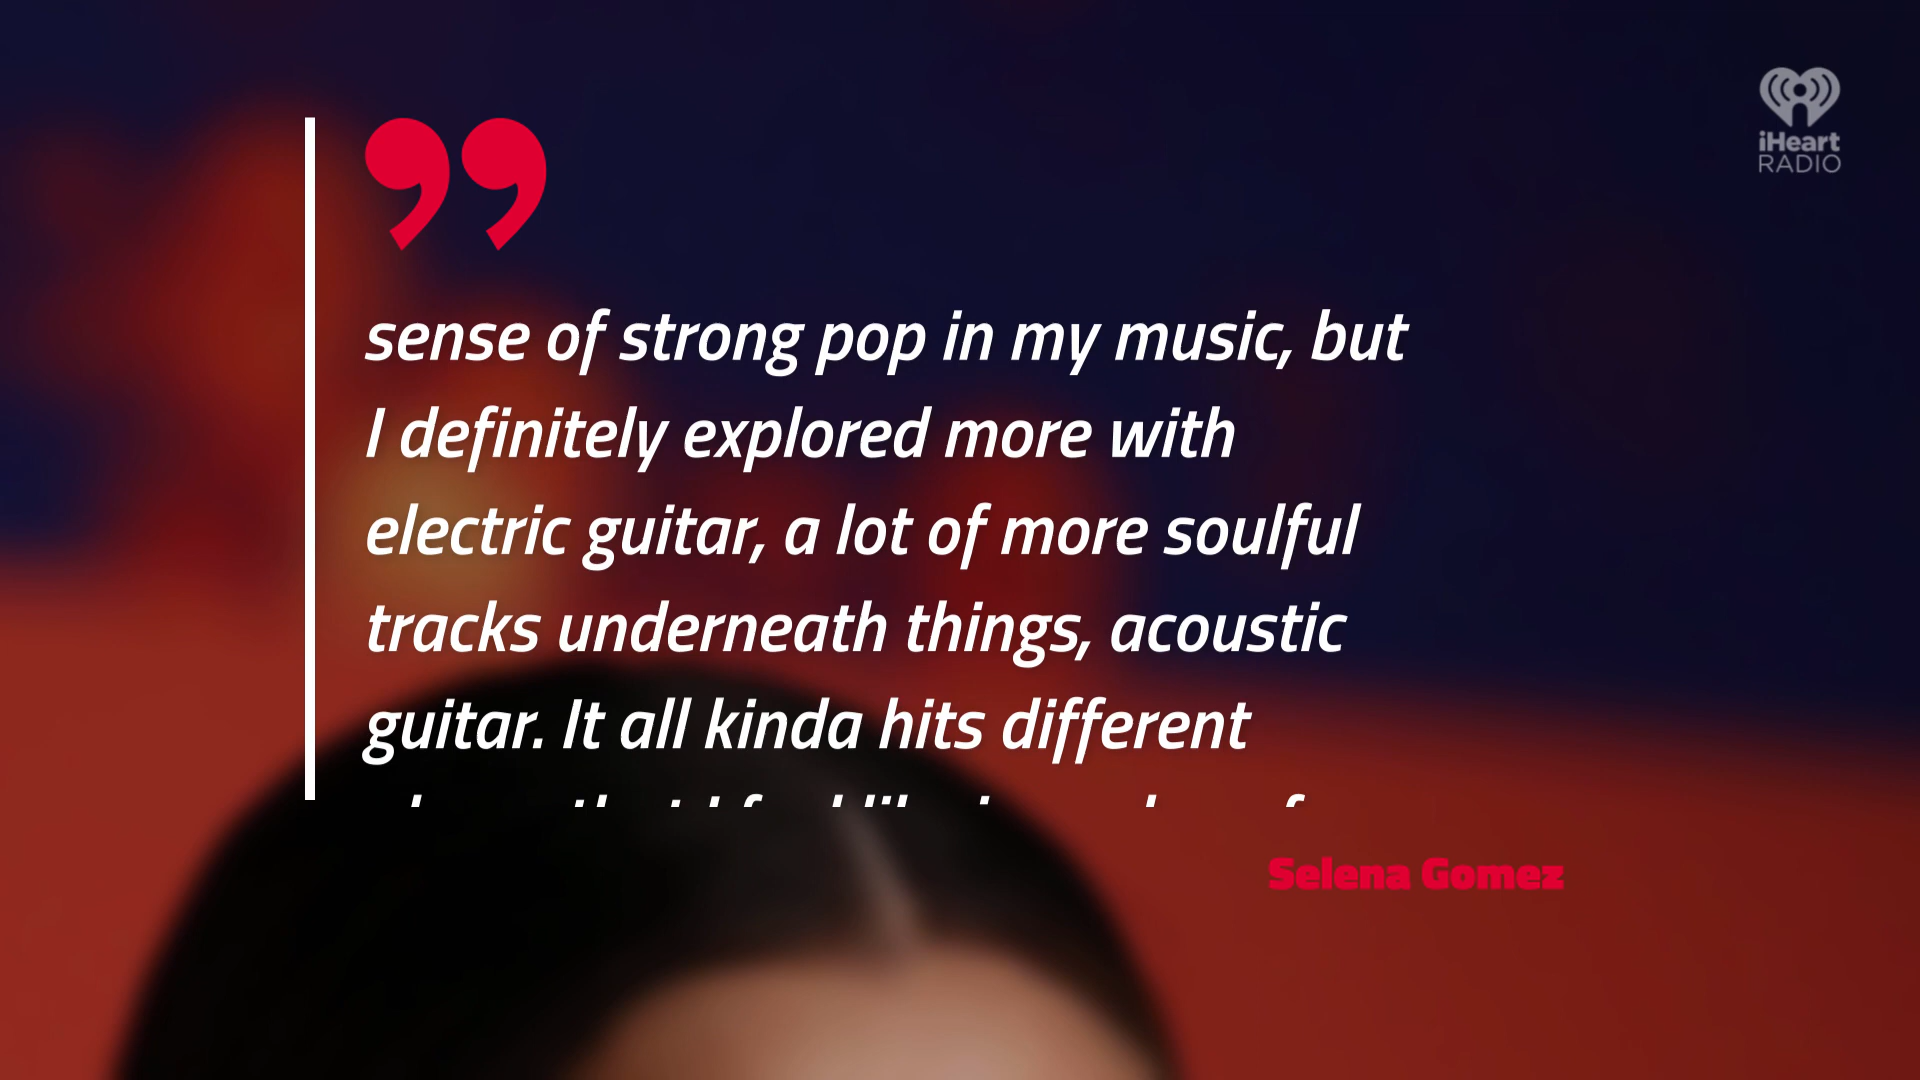 iHeart
RADIO
”
sense of strong pop in my music, but
I definitely explored more with
electric guitar, a lot of more soulful
tracks underneath things, acoustic
guitar. It all kinda hits different
Selena Gomez